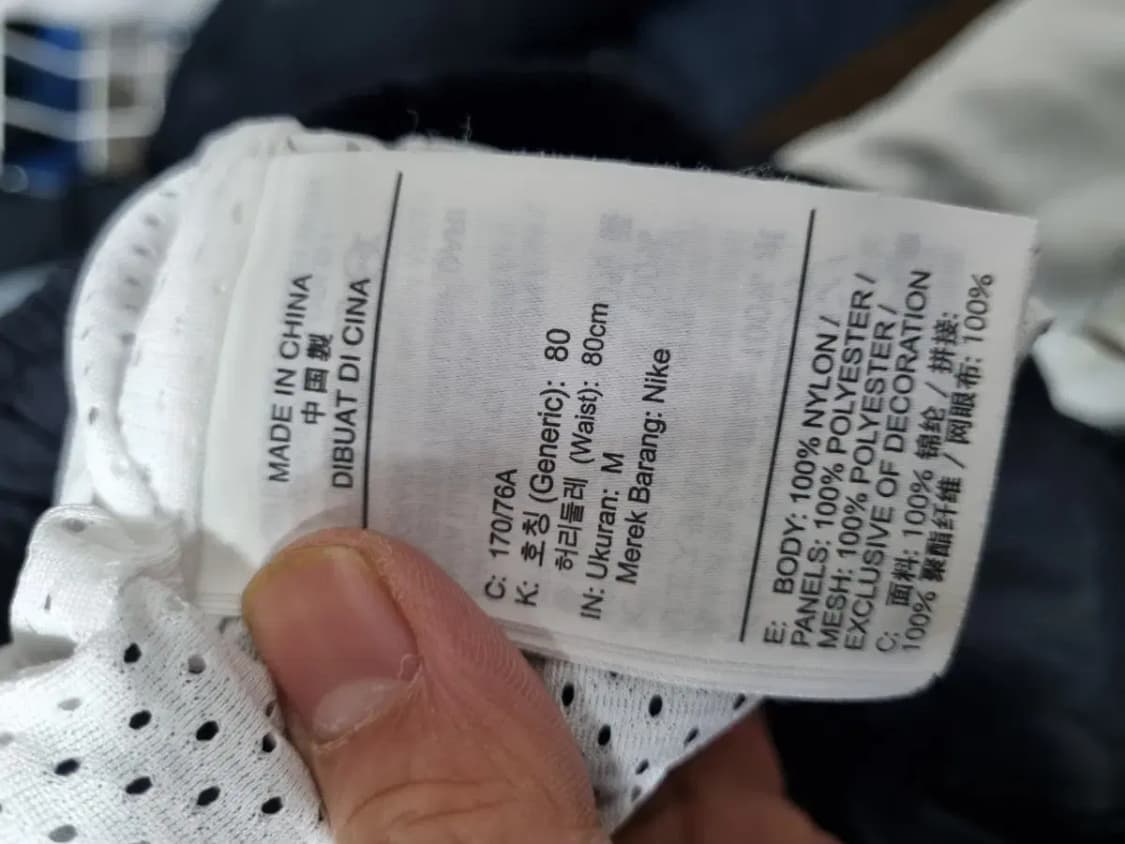 MADE IN CHINA
中国製
DIBUAT DI CINA
C: 170/76A
K: 호칭 (Generic): 80
허리둘레 (Waist): 80cm
IN: Ukuran: M
Merek Barang: Nike
E: BODY: 100% NYLON /
PANELS: 100% POLYESTER /
MESH: 100% POLYESTER /
EXCLUSIVE OF DECORATION
C: 面料: 100% 锦纶 / 拼接:
100% 聚酯纤维 / 网眼布: 100%